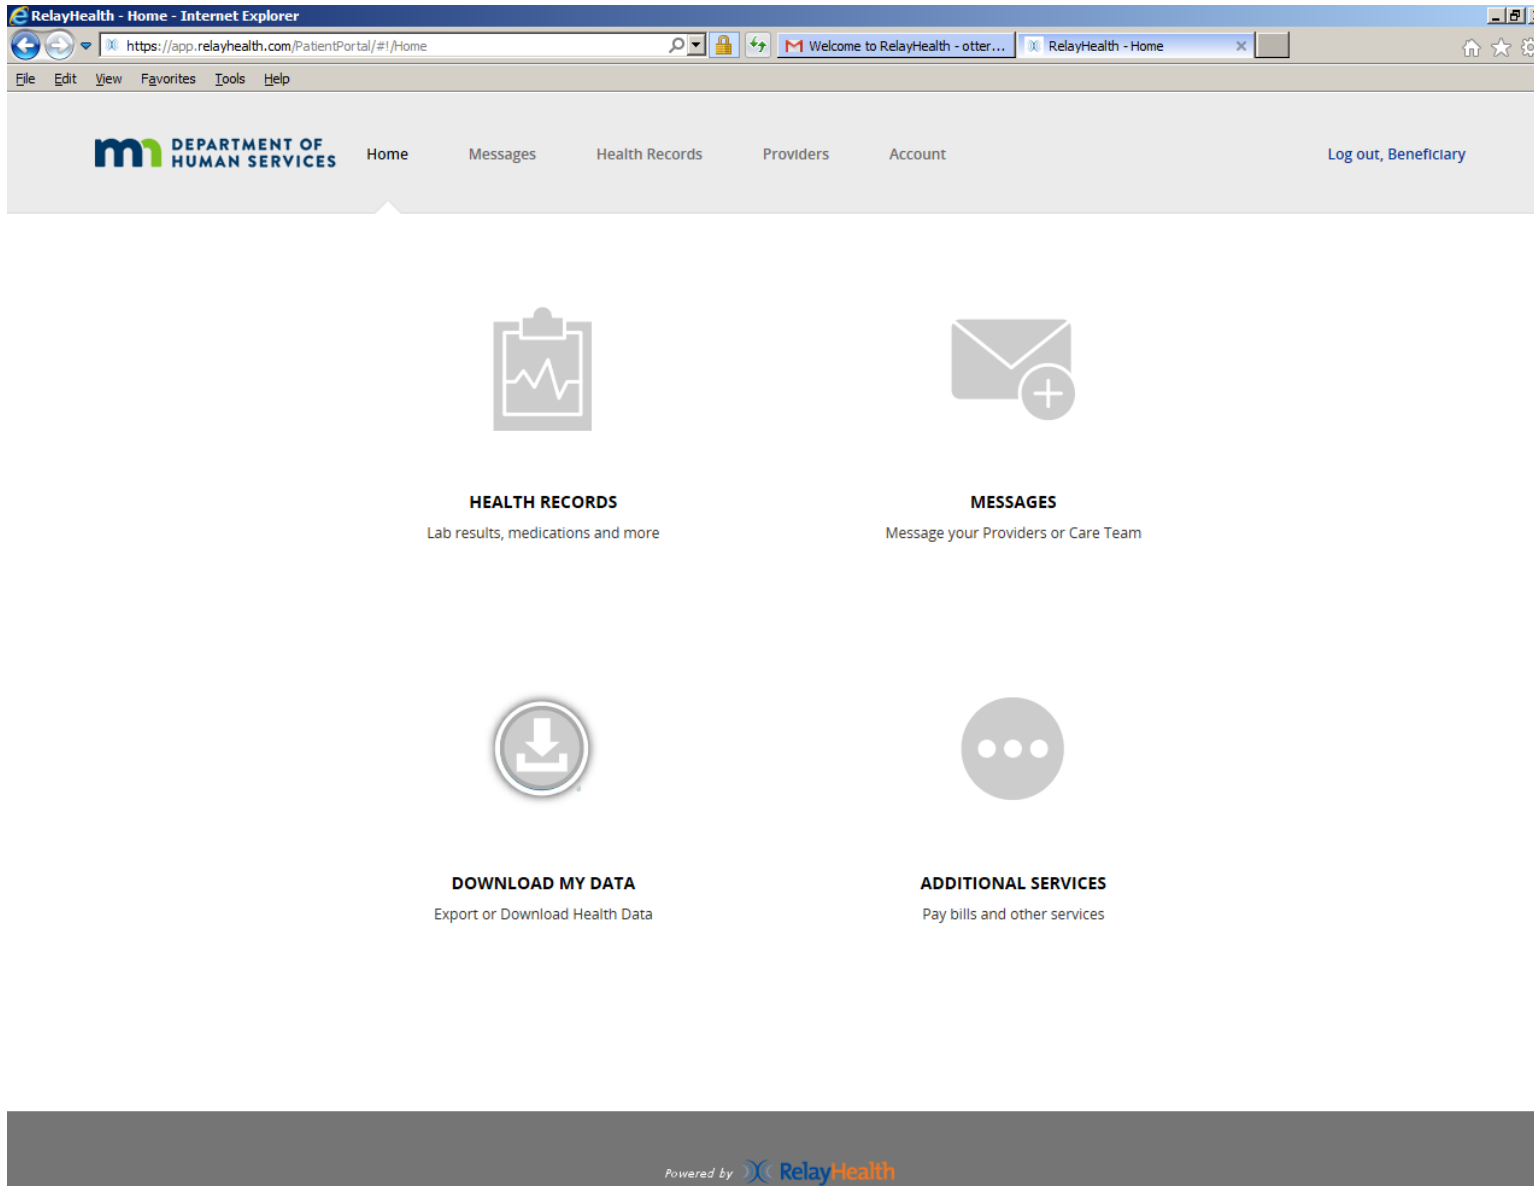 RelayHealth - Home - Internet Explorer
https://app.relayhealth.com/PatientPortal/#!/Home
Welcome to RelayHealth - otter...
RelayHealth - Home
File Edit View Favorites Tools Help
mn DEPARTMENT OF
HUMAN SERVICES
Home Messages Health Records Providers Account
Log out, Beneficiary
HEALTH RECORDS
Lab results, medications and more
MESSAGES
Message your Providers or Care Team
DOWNLOAD MY DATA
Export or Download Health Data
ADDITIONAL SERVICES
Pay bills and other services
Powered by RelayHealth